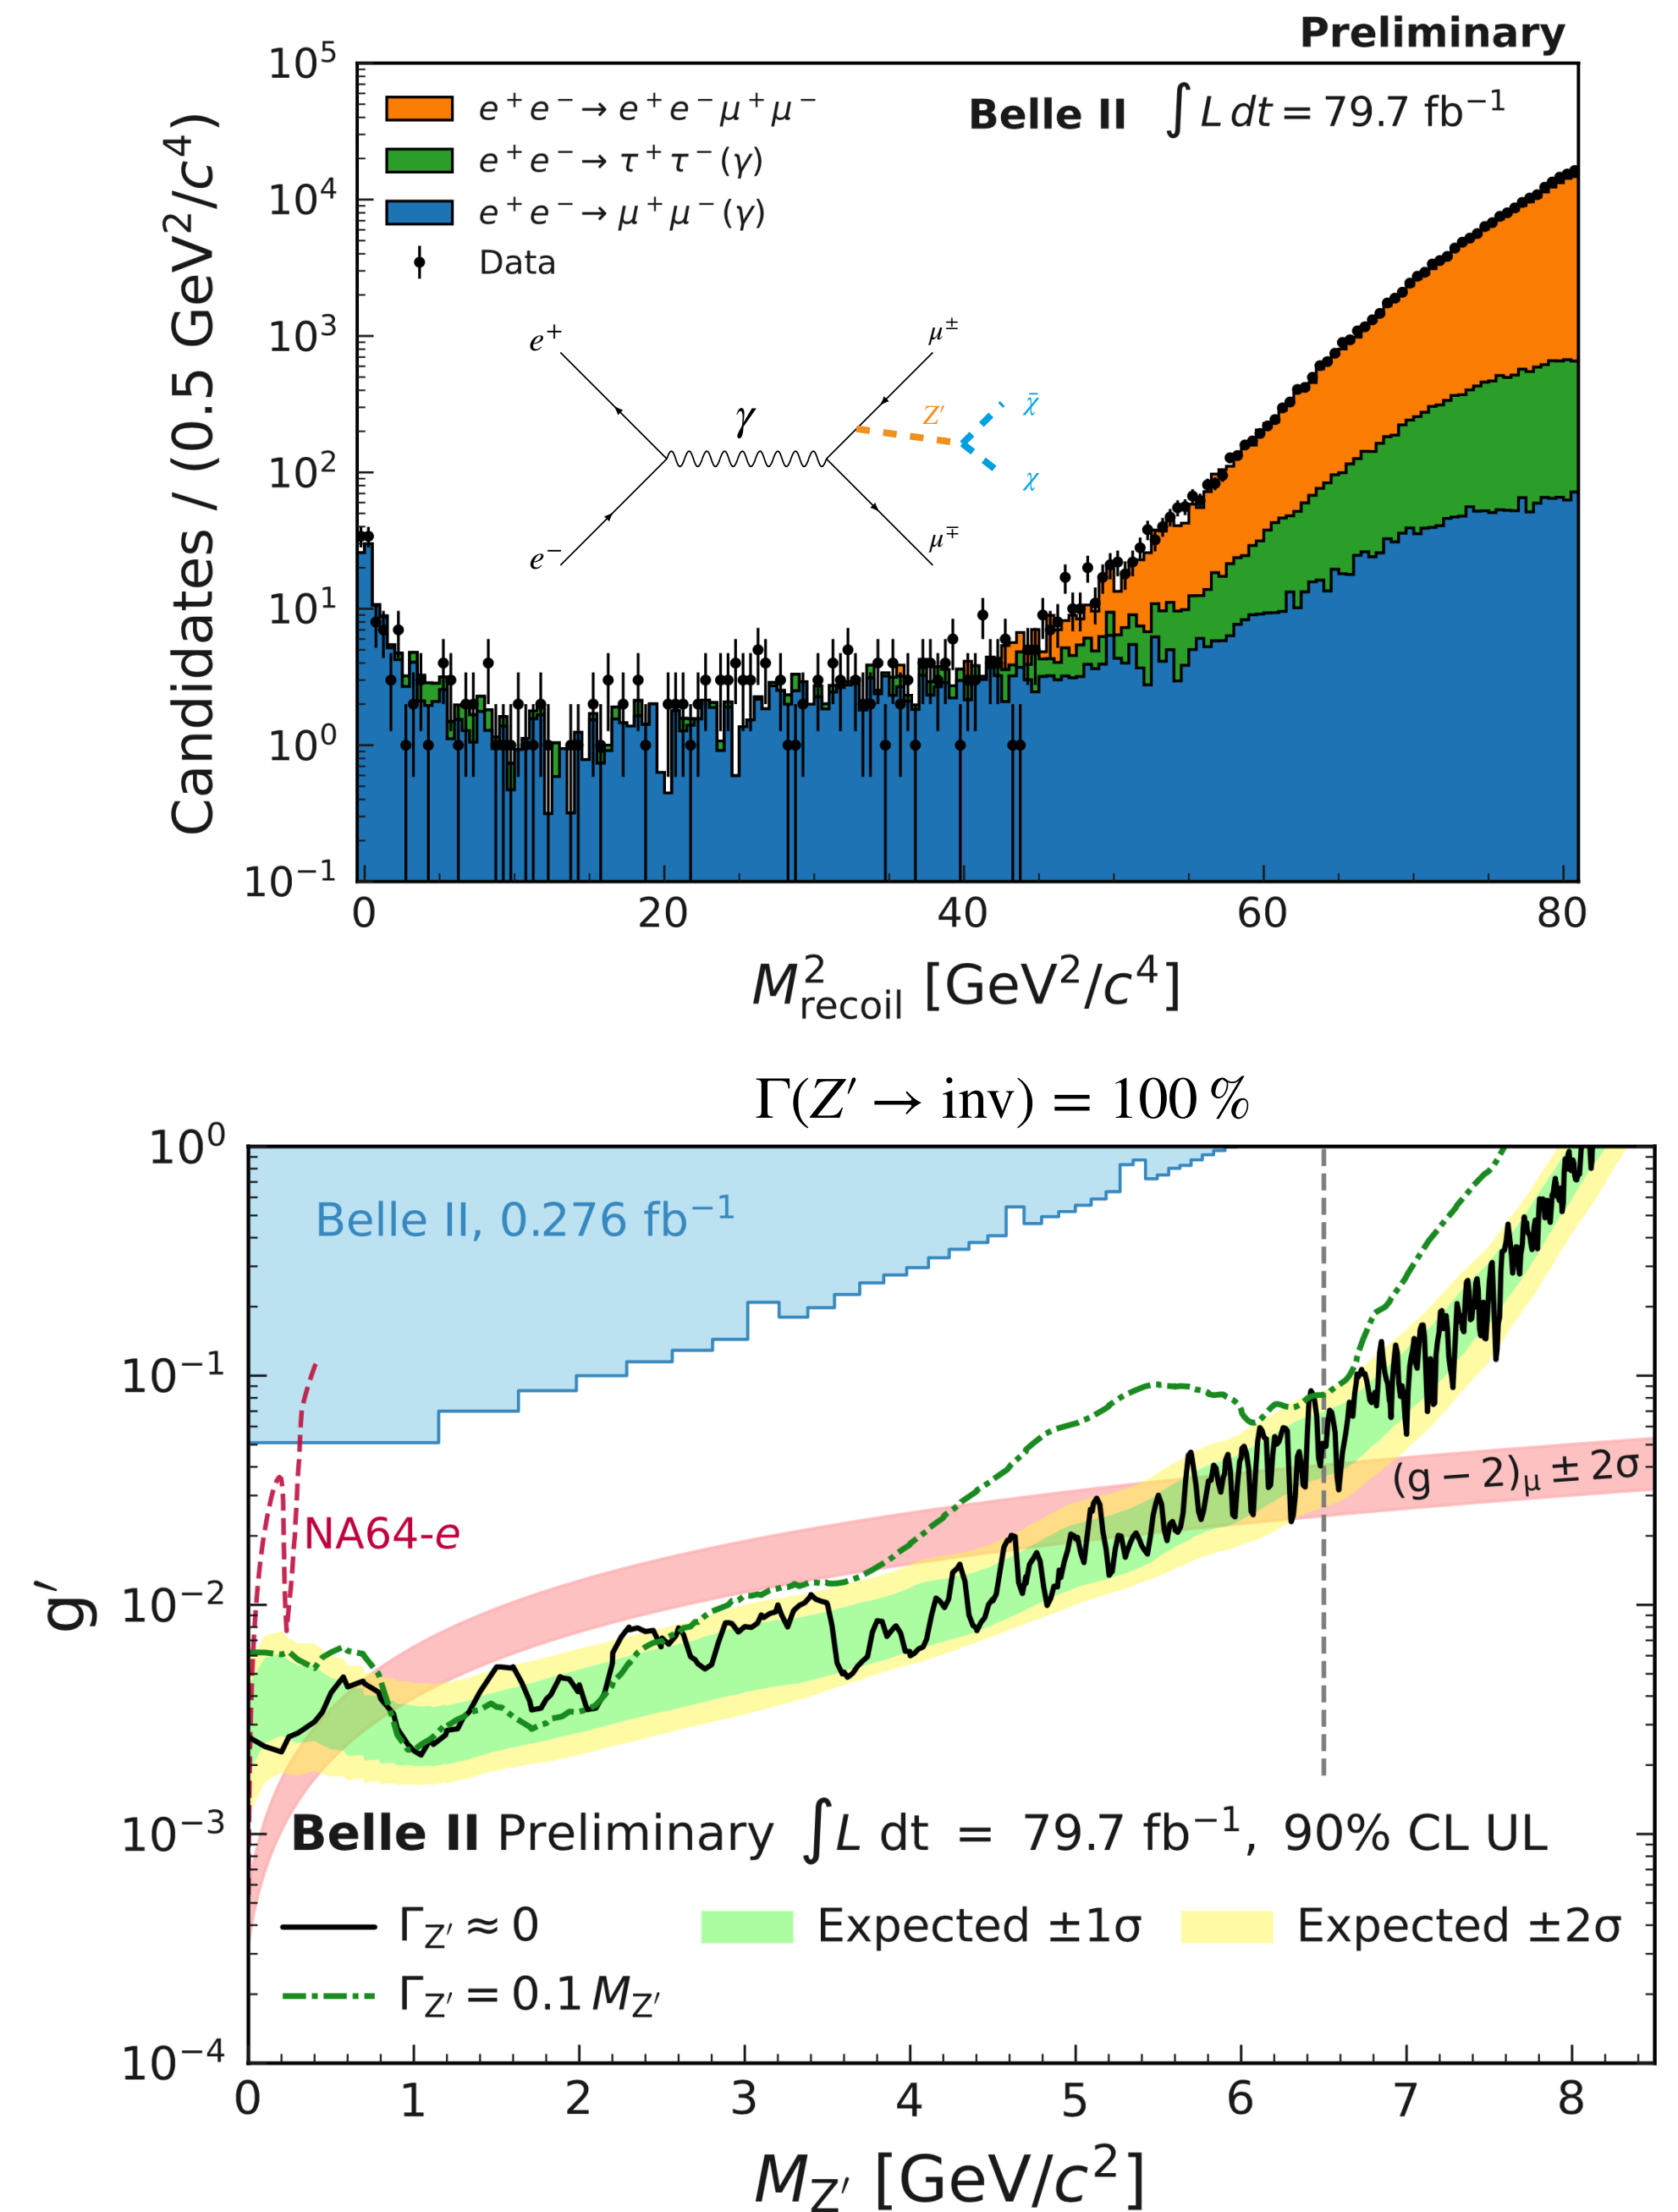 Preliminary
10⁵
e⁺e⁻→ e⁺e⁻μ⁺μ⁻
Belle II ∫ L dt = 79.7 fb⁻¹
e⁺e⁻→ τ⁺τ⁻(γ)
10⁴
e⁺e⁻→ μ⁺μ⁻(γ)
Data
10³
e⁺
μ±
γ
Z′
χ̄
χ
10²
e⁻
μ∓
10¹
10⁰
10⁻¹
Candidates / (0.5 GeV²/c⁴)
0 20 40 60 80
M²recoil [GeV²/c⁴]
Γ(Z′ → inv) = 100 %
10⁰
Belle II, 0.276 fb⁻¹
10⁻¹
(g − 2)μ ± 2σ
NA64-e
10⁻²
g′
10⁻³
Belle II Preliminary ∫L dt = 79.7 fb⁻¹, 90% CL UL
Γ_Z′ ≈ 0
Expected ±1σ
Expected ±2σ
Γ_Z′ = 0.1 M_Z′
10⁻⁴
0 1 2 3 4 5 6 7 8
M_Z′ [GeV/c²]